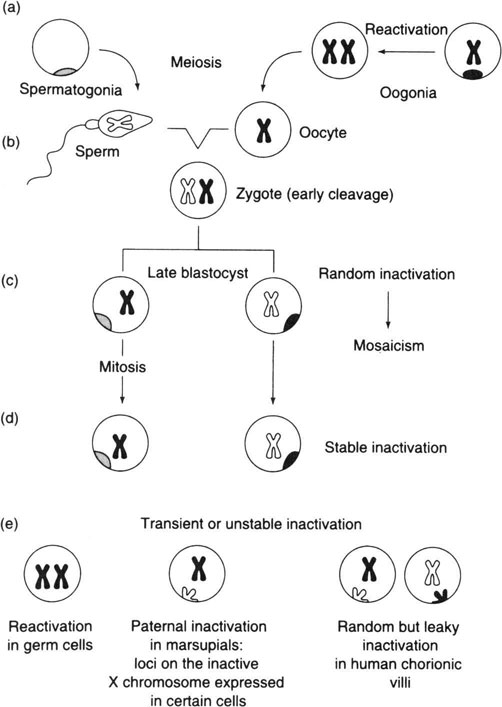 (a)
Reactivation
Meiosis
Spermatogonia
Oogonia
(b)
Sperm
Oocyte
Zygote (early cleavage)
Late blastocyst
Random inactivation
(c)
Mosaicism
Mitosis
(d)
Stable inactivation
(e)
Transient or unstable inactivation
Reactivation
in germ cells
Paternal inactivation
in marsupials:
loci on the inactive
X chromosome expressed
in certain cells
Random but leaky
inactivation
in human chorionic
villi